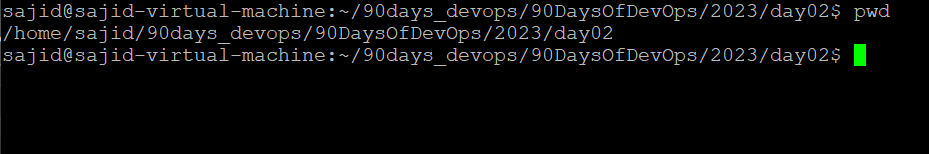 sajid@sajid-virtual-machine:~/90days_devops/90DaysOfDevOps/2023/day02$ pwd
/home/sajid/90days_devops/90DaysOfDevOps/2023/day02
sajid@sajid-virtual-machine:~/90days_devops/90DaysOfDevOps/2023/day02$